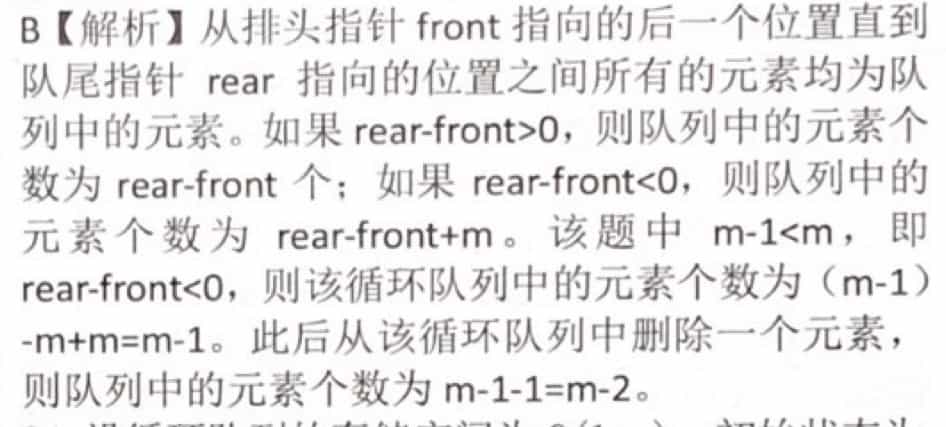 B【解析】从排头指针 front 指向的后一个位置直到
队尾指针 rear 指向的位置之间所有的元素均为队
列中的元素。如果 rear-front>0，则队列中的元素个
数为 rear-front 个；如果 rear-front<0，则队列中的
元素个数为 rear-front+m。该题中 m-1<m，即
rear-front<0，则该循环队列中的元素个数为（m-1）
-m+m=m-1。此后从该循环队列中删除一个元素，
则队列中的元素个数为 m-1-1=m-2。